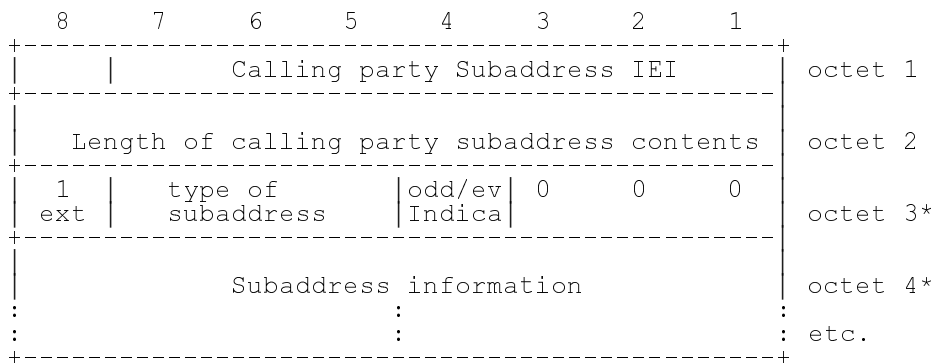 8 7 6 5 4 3 2 1
Calling party Subaddress IEI octet 1
Length of calling party subaddress contents octet 2
1 type of odd/ev 0 0 0
ext subaddress Indica octet 3*
Subaddress information octet 4*
: : :
: : : etc.